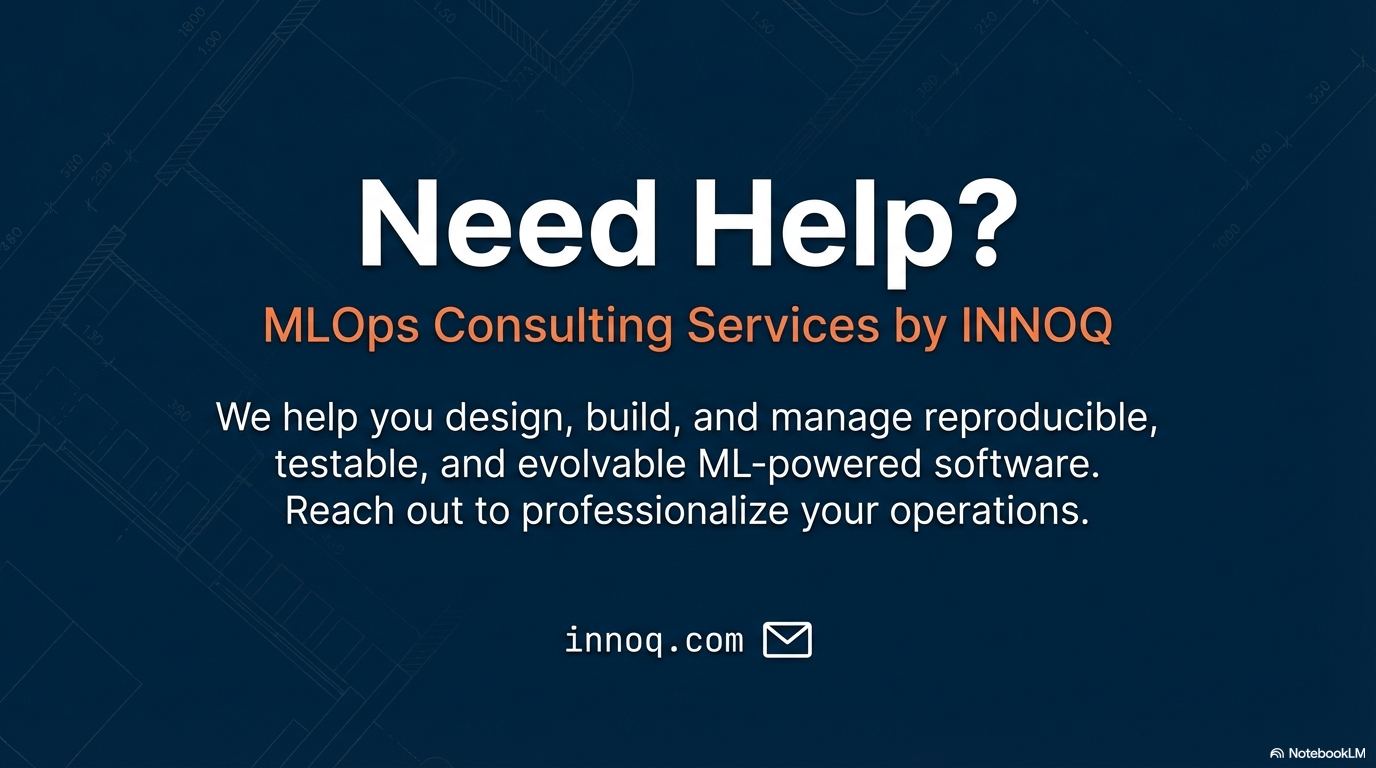 Need Help?
MLOps Consulting Services by INNOQ
We help you design, build, and manage reproducible,
testable, and evolvable ML-powered software.
Reach out to professionalize your operations.
innoq.com
NotebookLM